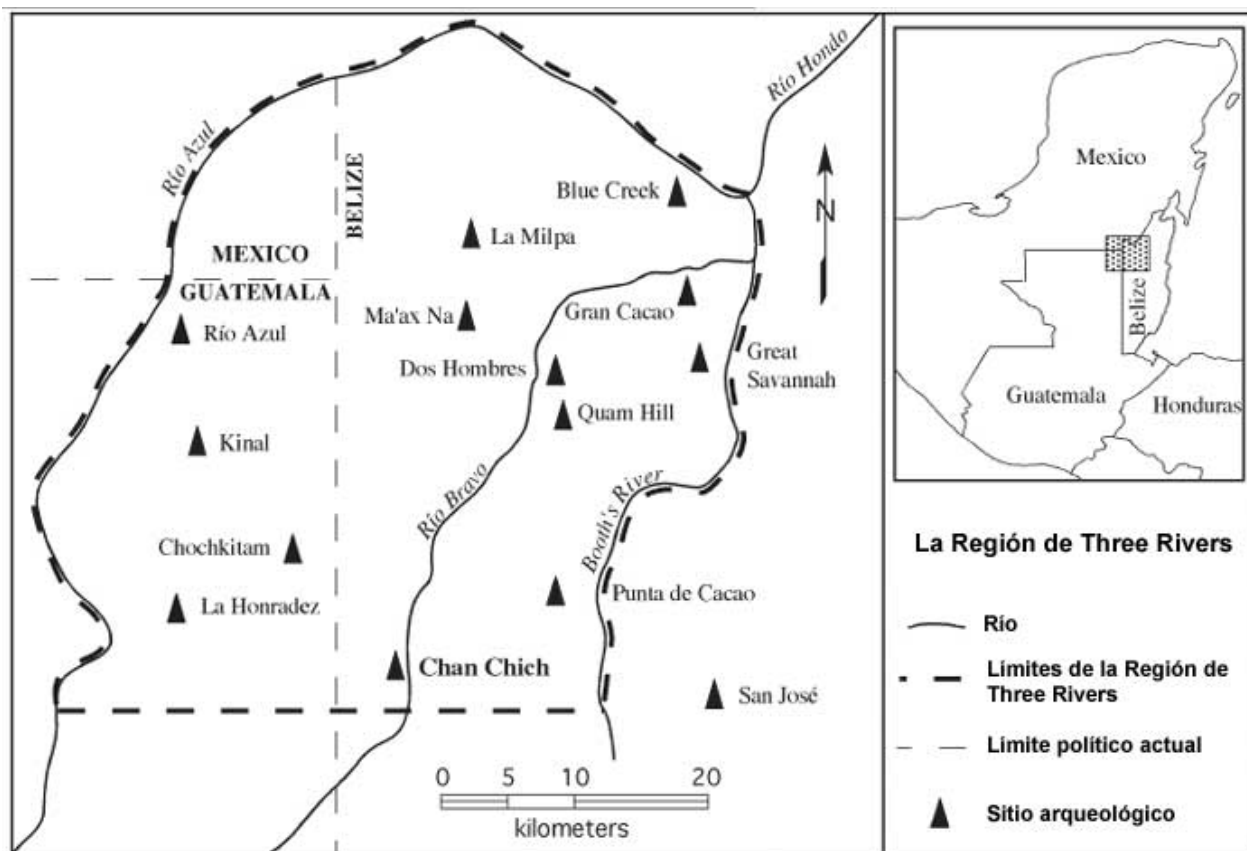 Río Hondo
Río Azul
BELIZE
Blue Creek
N
La Milpa
MEXICO
GUATEMALA
Río Azul
Ma'ax Na
Gran Cacao
Dos Hombres
Great
Savannah
Quam Hill
Kinal
Río Bravo
Booth's River
Chochkitam
La Honradez
Punta de Cacao
Chan Chich
San José
0 5 10 20
kilometers
Mexico
Belize
Guatemala
Honduras
La Región de Three Rivers
Río
Límites de la Región de
Three Rivers
Límite político actual
Sitio arqueológico